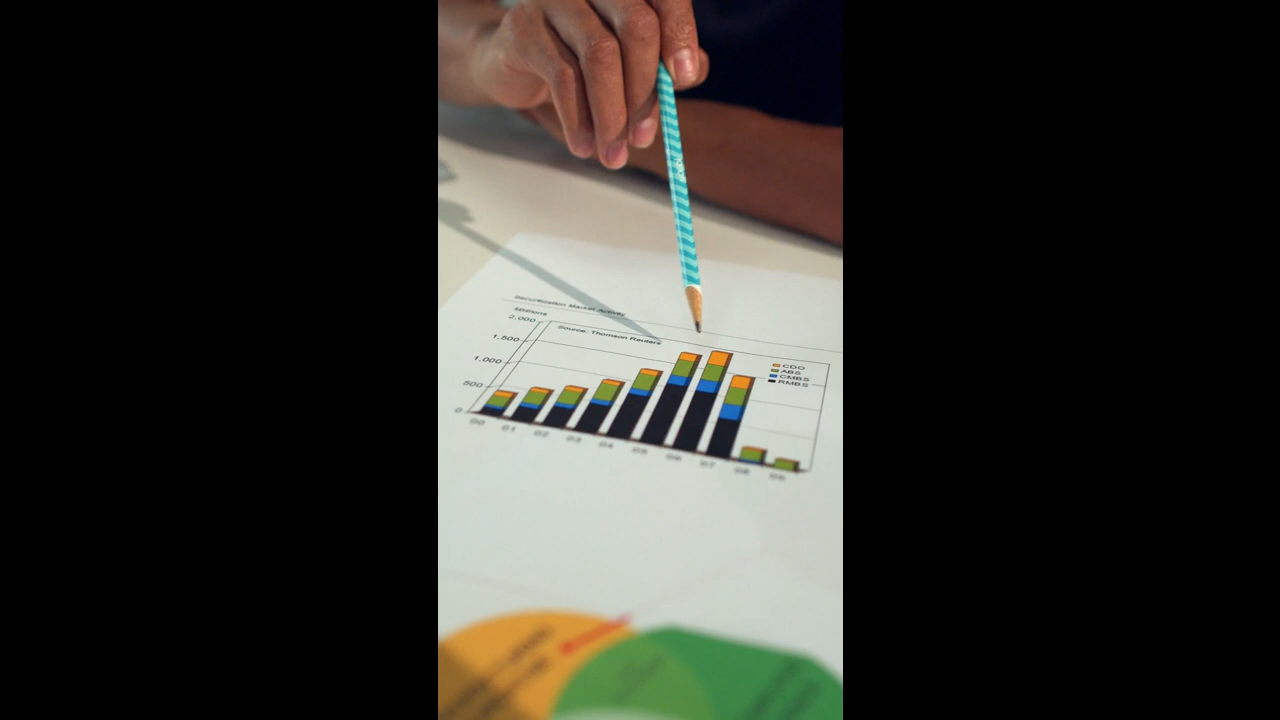 Securitization Market Activity
$Billions
2,000
Source: Thomson Reuters
1,500
1,000
500
0
CDO
ABS
CMBS
RMBS
00 01 02 03 04 05 06 07 08 09